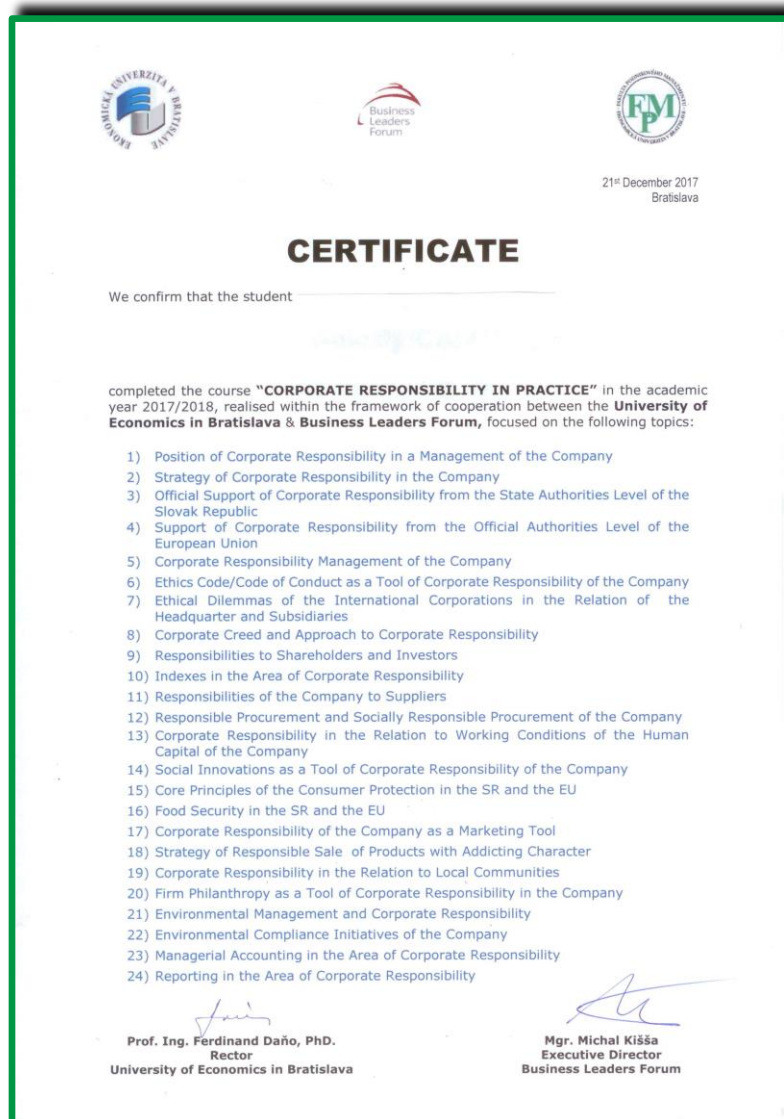 EKONOMICKÁ UNIVERZITA V BRATISLAVE
Business
Leaders
Forum
FPM
21st December 2017
Bratislava
CERTIFICATE
We confirm that the student
completed the course "CORPORATE RESPONSIBILITY IN PRACTICE" in the academic
year 2017/2018, realised within the framework of cooperation between the University of
Economics in Bratislava & Business Leaders Forum, focused on the following topics:
1) Position of Corporate Responsibility in a Management of the Company
2) Strategy of Corporate Responsibility in the Company
3) Official Support of Corporate Responsibility from the State Authorities Level of the
Slovak Republic
4) Support of Corporate Responsibility from the Official Authorities Level of the
European Union
5) Corporate Responsibility Management of the Company
6) Ethics Code/Code of Conduct as a Tool of Corporate Responsibility of the Company
7) Ethical Dilemmas of the International Corporations in the Relation of the
Headquarter and Subsidiaries
8) Corporate Creed and Approach to Corporate Responsibility
9) Responsibilities to Shareholders and Investors
10) Indexes in the Area of Corporate Responsibility
11) Responsibilities of the Company to Suppliers
12) Responsible Procurement and Socially Responsible Procurement of the Company
13) Corporate Responsibility in the Relation to Working Conditions of the Human
Capital of the Company
14) Social Innovations as a Tool of Corporate Responsibility of the Company
15) Core Principles of the Consumer Protection in the SR and the EU
16) Food Security in the SR and the EU
17) Corporate Responsibility of the Company as a Marketing Tool
18) Strategy of Responsible Sale of Products with Addicting Character
19) Corporate Responsibility in the Relation to Local Communities
20) Firm Philanthropy as a Tool of Corporate Responsibility in the Company
21) Environmental Management and Corporate Responsibility
22) Environmental Compliance Initiatives of the Company
23) Managerial Accounting in the Area of Corporate Responsibility
24) Reporting in the Area of Corporate Responsibility
Prof. Ing. Ferdinand Daňo, PhD.
Rector
University of Economics in Bratislava
Mgr. Michal Kišša
Executive Director
Business Leaders Forum